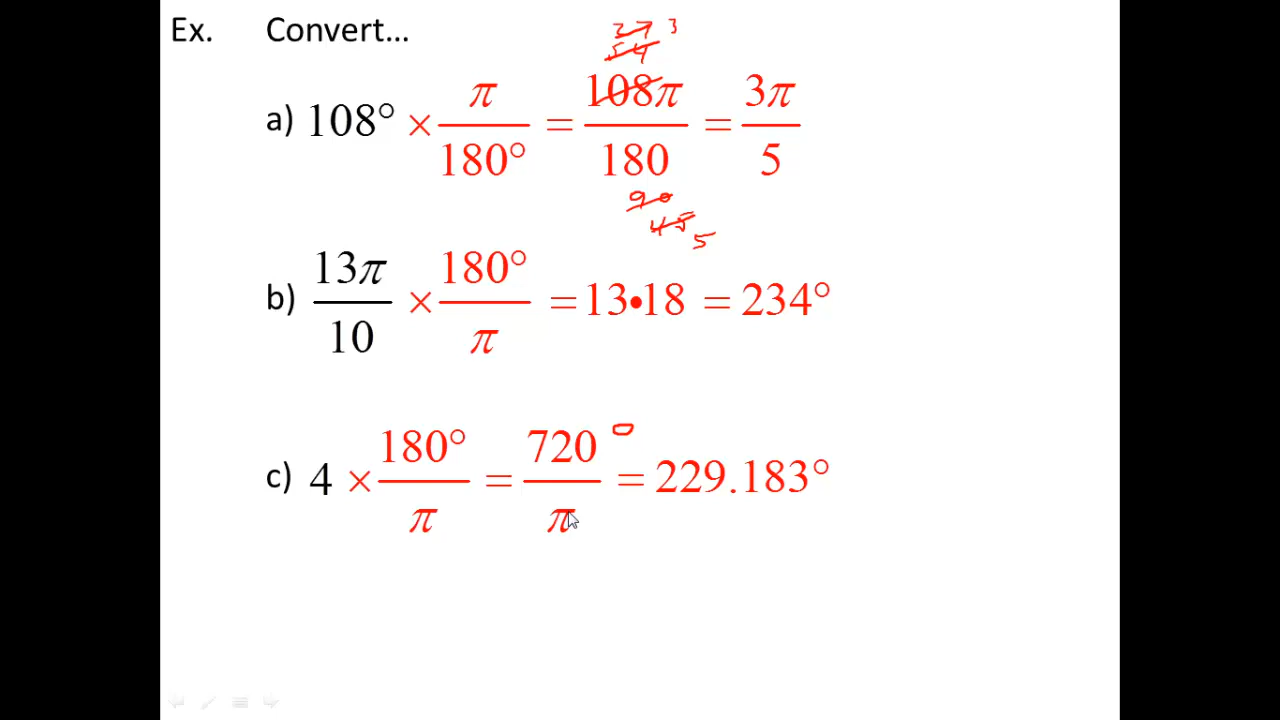 Ex. Convert...
27 3
54
a) 108° × π/180° = 108π/180 = 3π/5
90
45
5
b) 13π/10 × 180°/π = 13•18 = 234°
c) 4 × 180°/π = 720°/π = 229.183°